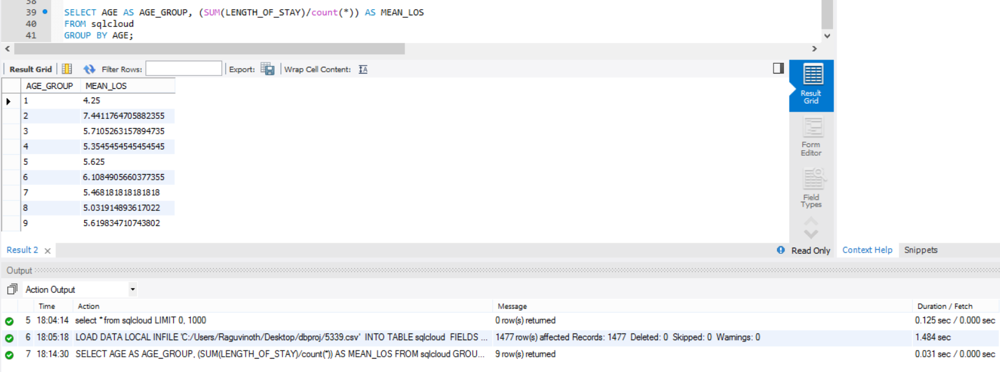 38
39 SELECT AGE AS AGE_GROUP, (SUM(LENGTH_OF_STAY)/count(*)) AS MEAN_LOS
40 FROM sqlcloud
41 GROUP BY AGE;
Result Grid Filter Rows: Export: Wrap Cell Content: IA
AGE_GROUP MEAN_LOS
1 4.25
2 7.4411764705882355
3 5.7105263157894735
4 5.3545454545454545
5 5.625
6 6.1084905660377355
7 5.468181818181818
8 5.031914893617022
9 5.619834710743802
Result
Grid
Form
Editor
Field
Types
Result 2 Read Only Context Help Snippets
Output
Action Output
Time Action Message Duration / Fetch
5 18:04:14 select * from sqlcloud LIMIT 0, 1000 0 row(s) returned 0.125 sec / 0.000 sec
6 18:05:18 LOAD DATA LOCAL INFILE 'C:/Users/Raguvinoth/Desktop/dbproj/5339.csv' INTO TABLE sqlcloud FIELDS ... 1477 row(s) affected Records: 1477 Deleted: 0 Skipped: 0 Warnings: 0 1.484 sec
7 18:14:30 SELECT AGE AS AGE_GROUP, (SUM(LENGTH_OF_STAY)/count(*)) AS MEAN_LOS FROM sqlcloud GROU... 9 row(s) returned 0.031 sec / 0.000 sec